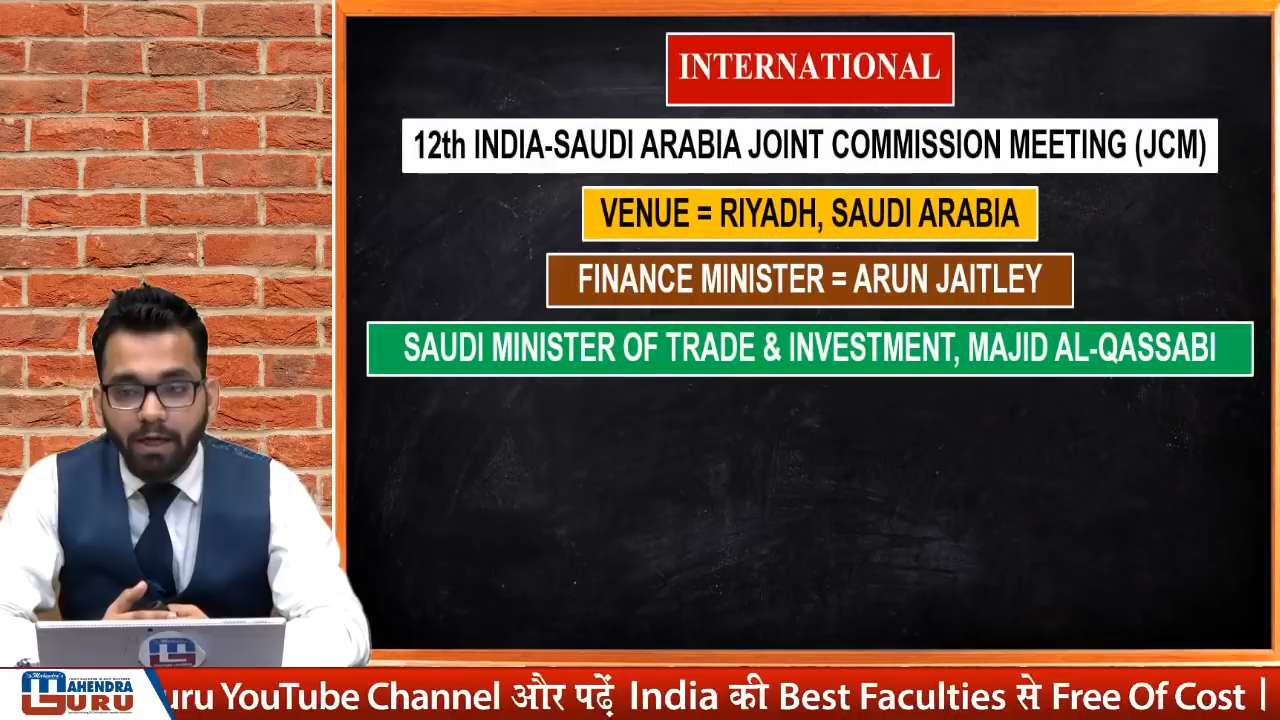 INTERNATIONAL
12th INDIA-SAUDI ARABIA JOINT COMMISSION MEETING (JCM)
VENUE = RIYADH, SAUDI ARABIA
FINANCE MINISTER = ARUN JAITLEY
SAUDI MINISTER OF TRADE & INVESTMENT, MAJID AL-QASSABI
Mahendra's
MAHENDRA
GURU
uru YouTube Channel और पढ़ें India की Best Faculties से Free Of Cost |